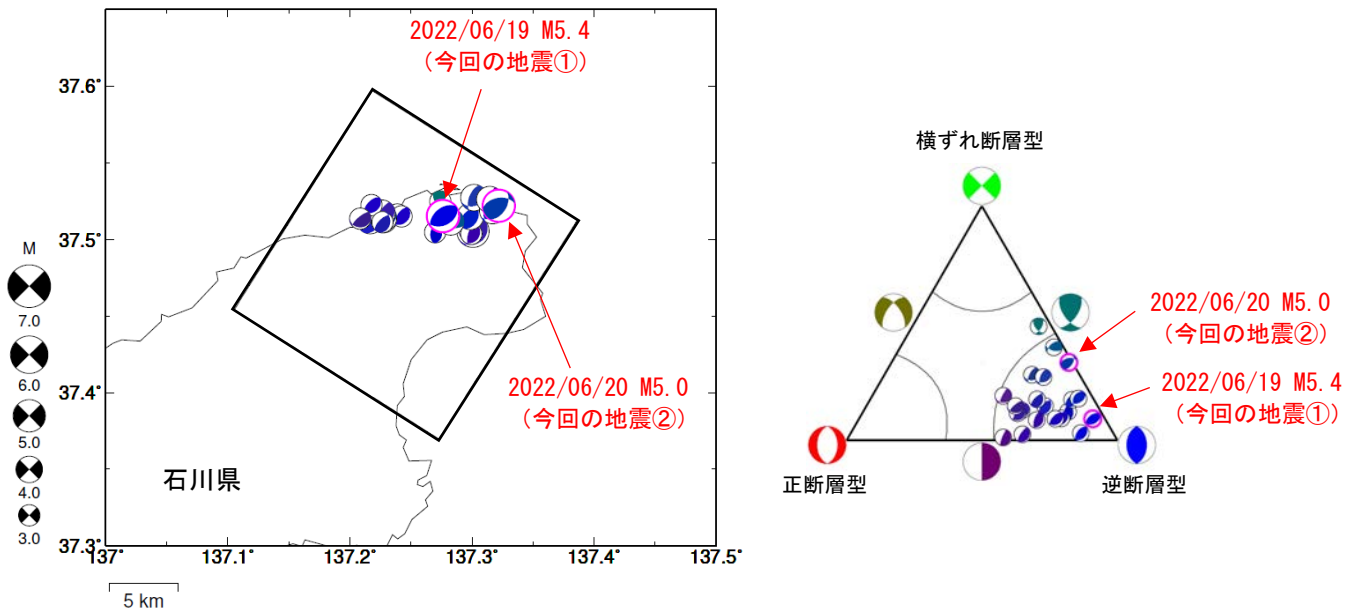 2022/06/19 M5.4
(今回の地震①)
37.6°
37.5°
37.4°
37.3°
137°
137.1°
137.2°
137.3°
137.4°
137.5°
M
7.0
6.0
5.0
4.0
3.0
2022/06/20 M5.0
(今回の地震②)
石川県
5 km
横ずれ断層型
2022/06/20 M5.0
(今回の地震②)
2022/06/19 M5.4
(今回の地震①)
正断層型
逆断層型